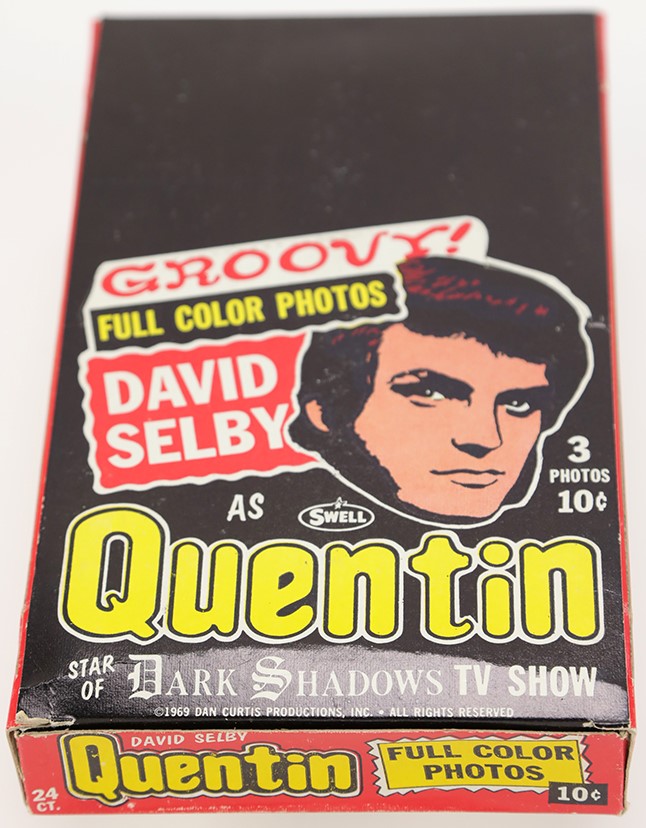 GROOVY!
FULL COLOR PHOTOS
DAVID
SELBY
3
PHOTOS
10¢
AS
SWELL
Quentin
STAR
OF
DARK SHADOWS TV SHOW
©1969 DAN CURTIS PRODUCTIONS, INC. • ALL RIGHTS RESERVED
DAVID SELBY
Quentin
FULL COLOR
PHOTOS
10¢
24
CT.